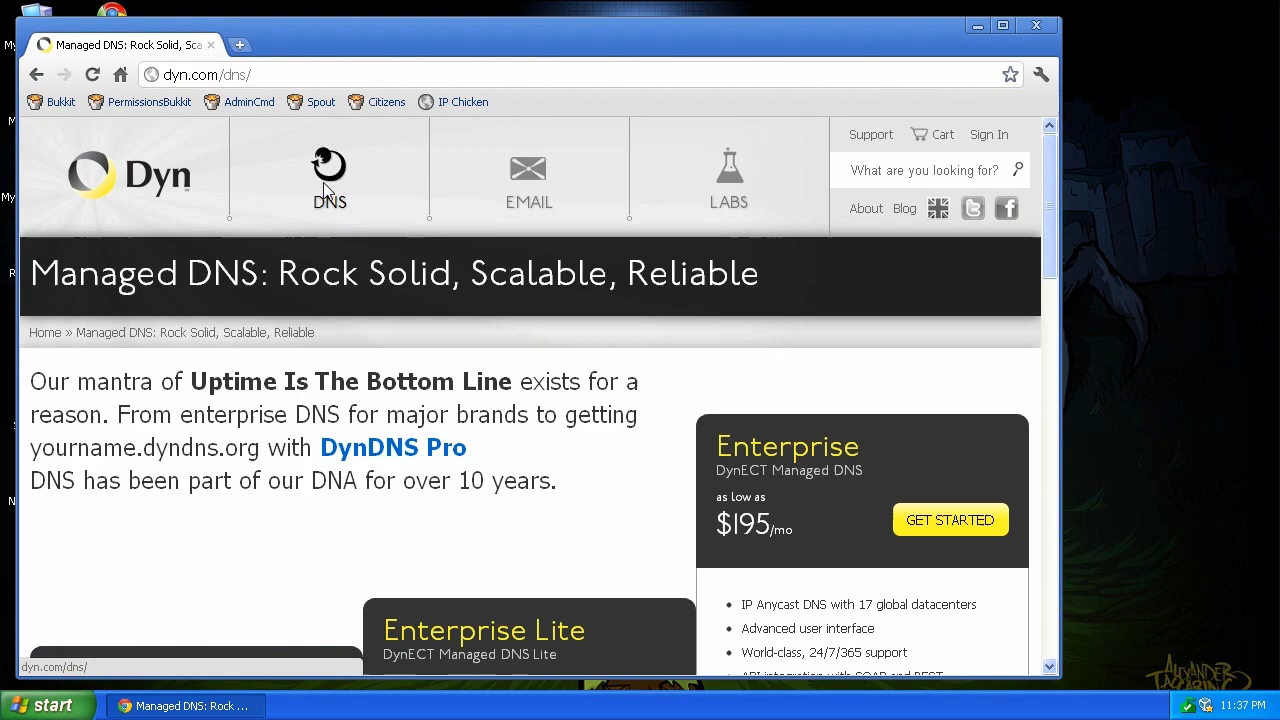 Managed DNS: Rock Solid, Sca
dyn.com/dns/
Bukkit PermissionsBukkit AdminCmd Spout Citizens IP Chicken
Dyn
DNS
EMAIL
LABS
Support Cart Sign In
What are you looking for?
About Blog
Managed DNS: Rock Solid, Scalable, Reliable
Home » Managed DNS: Rock Solid, Scalable, Reliable
Our mantra of Uptime Is The Bottom Line exists for a
reason. From enterprise DNS for major brands to getting
yourname.dyndns.org with DynDNS Pro
DNS has been part of our DNA for over 10 years.
Enterprise
DynECT Managed DNS
as low as
$195/mo
GET STARTED
IP Anycast DNS with 17 global datacenters
Advanced user interface
World-class, 24/7/365 support
API integration with SOAP and REST
Enterprise Lite
DynECT Managed DNS Lite
dyn.com/dns/
start
Managed DNS: Rock ...
11:37 PM